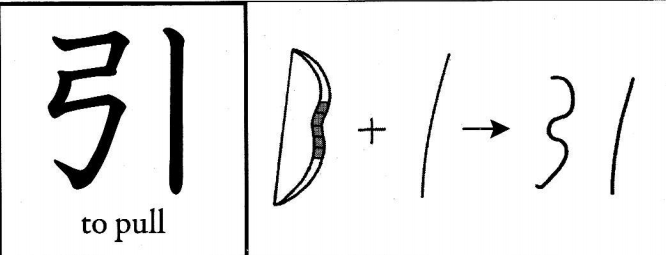 引
to pull
+ →